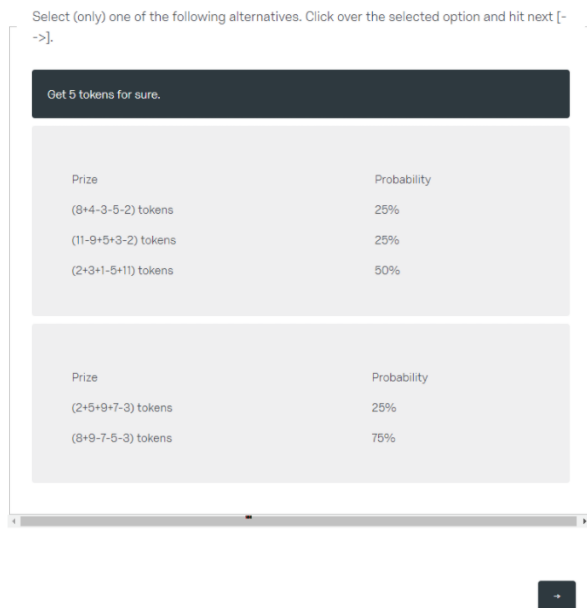 Select (only) one of the following alternatives. Click over the selected option and hit next [-
->].
Get 5 tokens for sure.
Prize Probability
(8+4-3-5-2) tokens 25%
(11-9+5+3-2) tokens 25%
(2+3+1-5+11) tokens 50%
Prize Probability
(2+5+9+7-3) tokens 25%
(8+9-7-5-3) tokens 75%
→